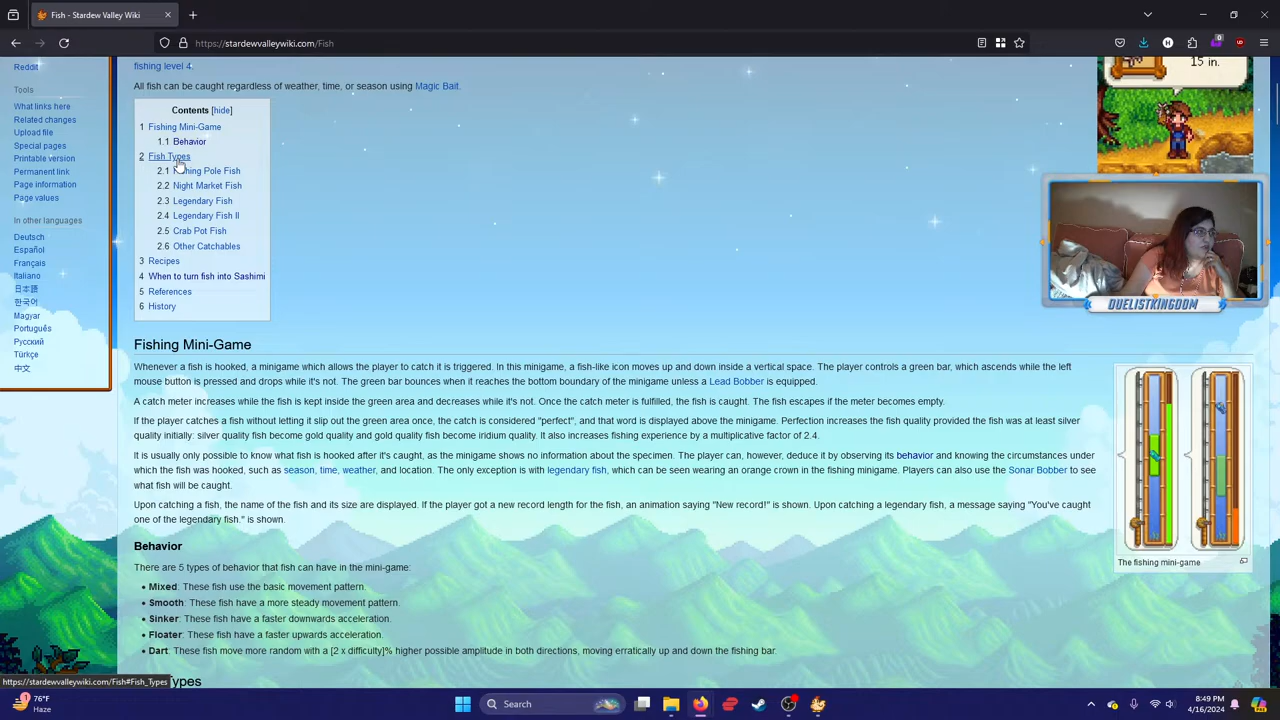 Fish - Stardew Valley Wiki
https://stardewvalleywiki.com/Fish
Reddit
Tools
What links here
Related changes
Upload file
Special pages
Printable version
Permanent link
Page information
Page values
In other languages
Deutsch
Español
Français
Italiano
日本語
한국어
Magyar
Português
Русский
Türkçe
中文
fishing level 4
All fish can be caught regardless of weather, time, or season using Magic Bait.
Contents [hide]
1 Fishing Mini-Game
1.1 Behavior
2 Fish Types
2.1 Fishing Pole Fish
2.2 Night Market Fish
2.3 Legendary Fish
2.4 Legendary Fish II
2.5 Crab Pot Fish
2.6 Other Catchables
3 Recipes
4 When to turn fish into Sashimi
5 References
6 History
15 in.
DUELISTKINGDOM
Fishing Mini-Game
Whenever a fish is hooked, a minigame which allows the player to catch it is triggered. In this minigame, a fish-like icon moves up and down inside a vertical space. The player controls a green bar, which ascends while the left
mouse button is pressed and drops while it's not. The green bar bounces when it reaches the bottom boundary of the minigame unless a Lead Bobber is equipped.
A catch meter increases while the fish is kept inside the green area and decreases while it's not. Once the catch meter is fulfilled, the fish is caught. The fish escapes if the meter becomes empty.
If the player catches a fish without letting it slip out the green area once, the catch is considered "perfect", and that word is displayed above the minigame. Perfection increases the fish quality provided the fish was at least silver
quality initially: silver quality fish become gold quality and gold quality fish become iridium quality. It also increases fishing experience by a multiplicative factor of 2.4.
It is usually only possible to know what fish is hooked after it's caught, as the minigame shows no information about the specimen. The player can, however, deduce it by observing its behavior and knowing the circumstances under
which the fish was hooked, such as season, time, weather, and location. The only exception is with legendary fish, which can be seen wearing an orange crown in the fishing minigame. Players can also use the Sonar Bobber to see
what fish will be caught.
Upon catching a fish, the name of the fish and its size are displayed. If the player got a new record length for the fish, an animation saying "New record!" is shown. Upon catching a legendary fish, a message saying "You've caught
one of the legendary fish." is shown.
The fishing mini-game
Behavior
There are 5 types of behavior that fish can have in the mini-game:
• Mixed: These fish use the basic movement pattern.
• Smooth: These fish have a more steady movement pattern.
• Sinker: These fish have a faster downwards acceleration.
• Floater: These fish have a faster upwards acceleration.
• Dart: These fish move more random with a [2 x difficulty]% higher possible amplitude in both directions, moving erratically up and down the fishing bar.
Types
https://stardewvalleywiki.com/Fish#Fish_Types
76°F
Haze
Search
8:49 PM
4/16/2024